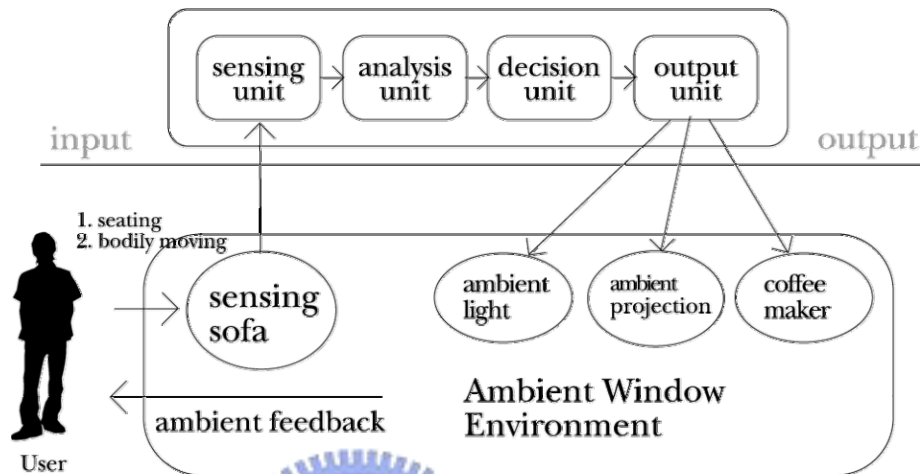 sensing
unit
analysis
unit
decision
unit
output
unit
input
output
1. seating
2. bodily moving
sensing
sofa
ambient
light
ambient
projection
coffee
maker
Ambient Window
Environment
ambient feedback
User